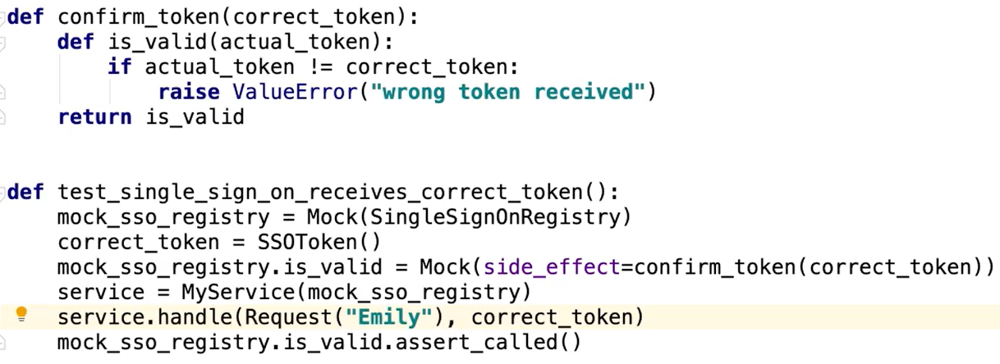 def confirm_token(correct_token):
    def is_valid(actual_token):
        if actual_token != correct_token:
            raise ValueError("wrong token received")
    return is_valid
def test_single_sign_on_receives_correct_token():
    mock_sso_registry = Mock(SingleSignOnRegistry)
    correct_token = SSOToken()
    mock_sso_registry.is_valid = Mock(side_effect=confirm_token(correct_token))
    service = MyService(mock_sso_registry)
    service.handle(Request("Emily"), correct_token)
    mock_sso_registry.is_valid.assert_called()